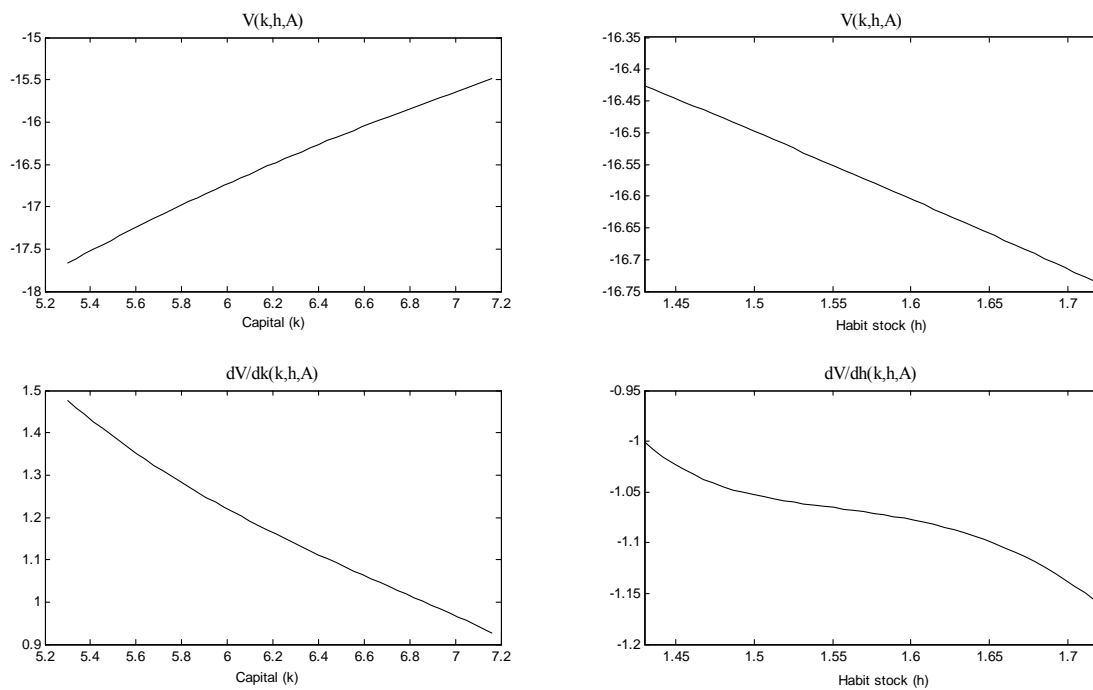 V(k,h,A)
-15
-15.5
-16
-16.5
-17
-17.5
-18
5.2 5.4 5.6 5.8 6 6.2 6.4 6.6 6.8 7 7.2
Capital (k)
V(k,h,A)
-16.35
-16.4
-16.45
-16.5
-16.55
-16.6
-16.65
-16.7
-16.75
1.45 1.5 1.55 1.6 1.65 1.7
Habit stock (h)
dV/dk(k,h,A)
1.5
1.4
1.3
1.2
1.1
1
0.9
5.2 5.4 5.6 5.8 6 6.2 6.4 6.6 6.8 7 7.2
Capital (k)
dV/dh(k,h,A)
-0.95
-1
-1.05
-1.1
-1.15
-1.2
1.45 1.5 1.55 1.6 1.65 1.7
Habit stock (h)